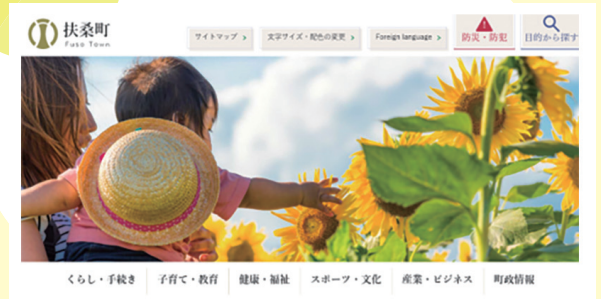 扶桑町
Fuso Town
サイトマップ
文字サイズ・配色の変更
Foreign language
防災・防犯
目的から探す
くらし・手続き
子育て・教育
健康・福祉
スポーツ・文化
産業・ビジネス
町政情報